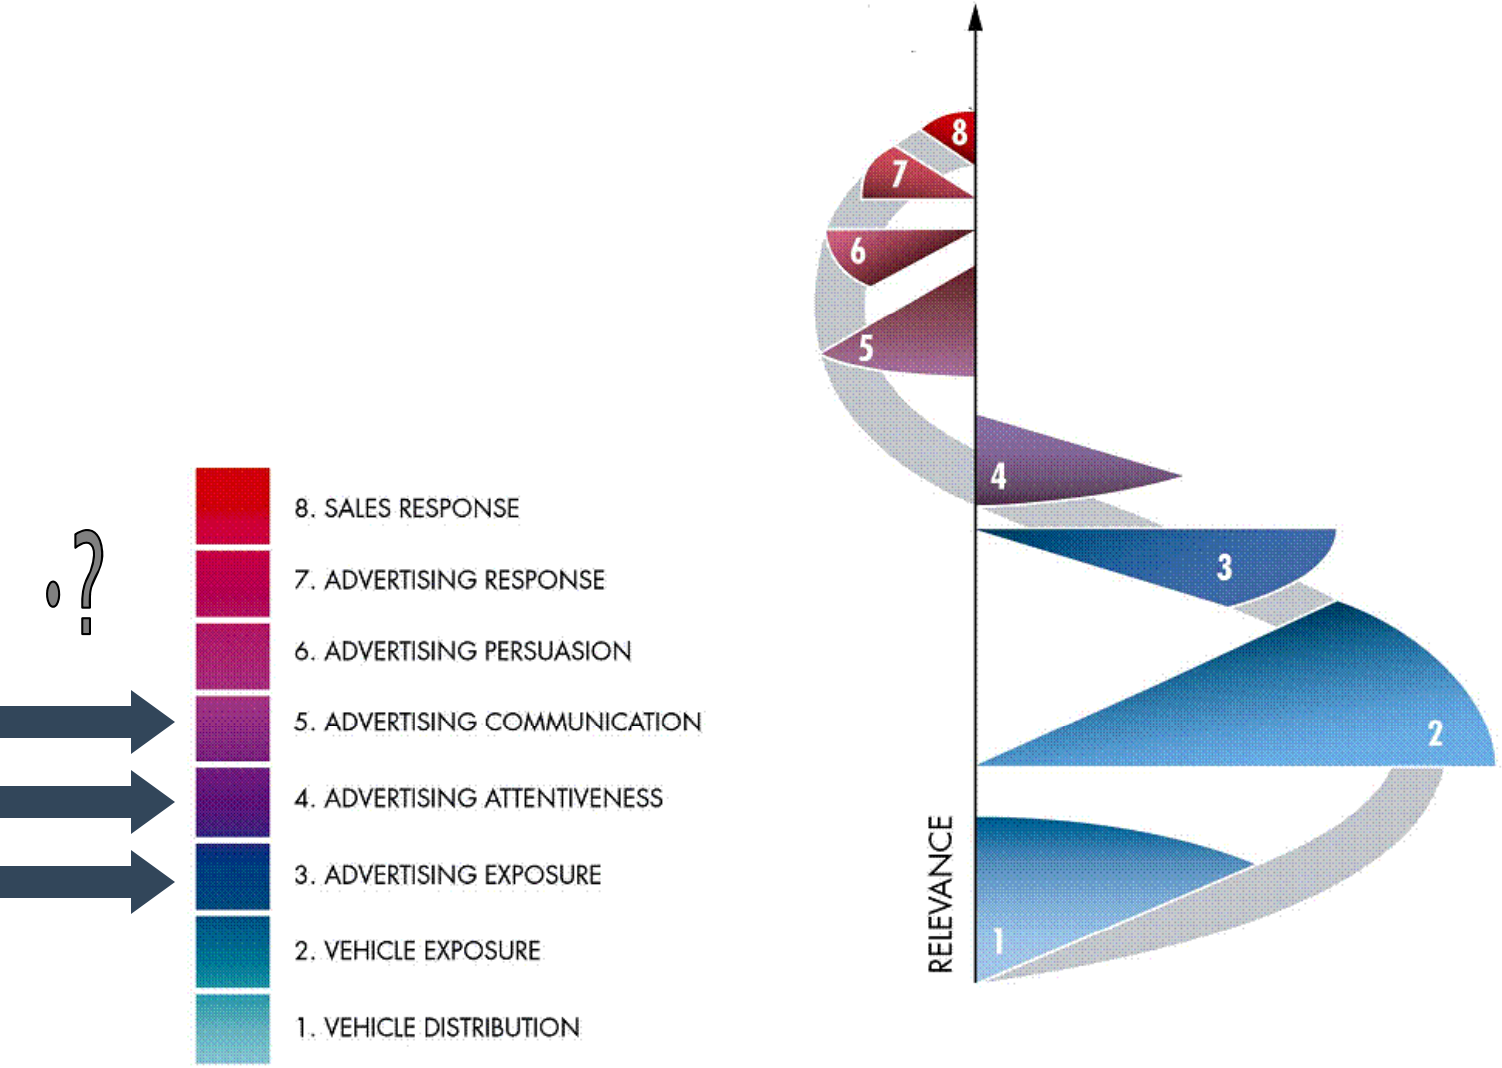 ?
8. SALES RESPONSE
7. ADVERTISING RESPONSE
6. ADVERTISING PERSUASION
5. ADVERTISING COMMUNICATION
4. ADVERTISING ATTENTIVENESS
3. ADVERTISING EXPOSURE
2. VEHICLE EXPOSURE
1. VEHICLE DISTRIBUTION
8
7
6
5
4
3
2
1
RELEVANCE